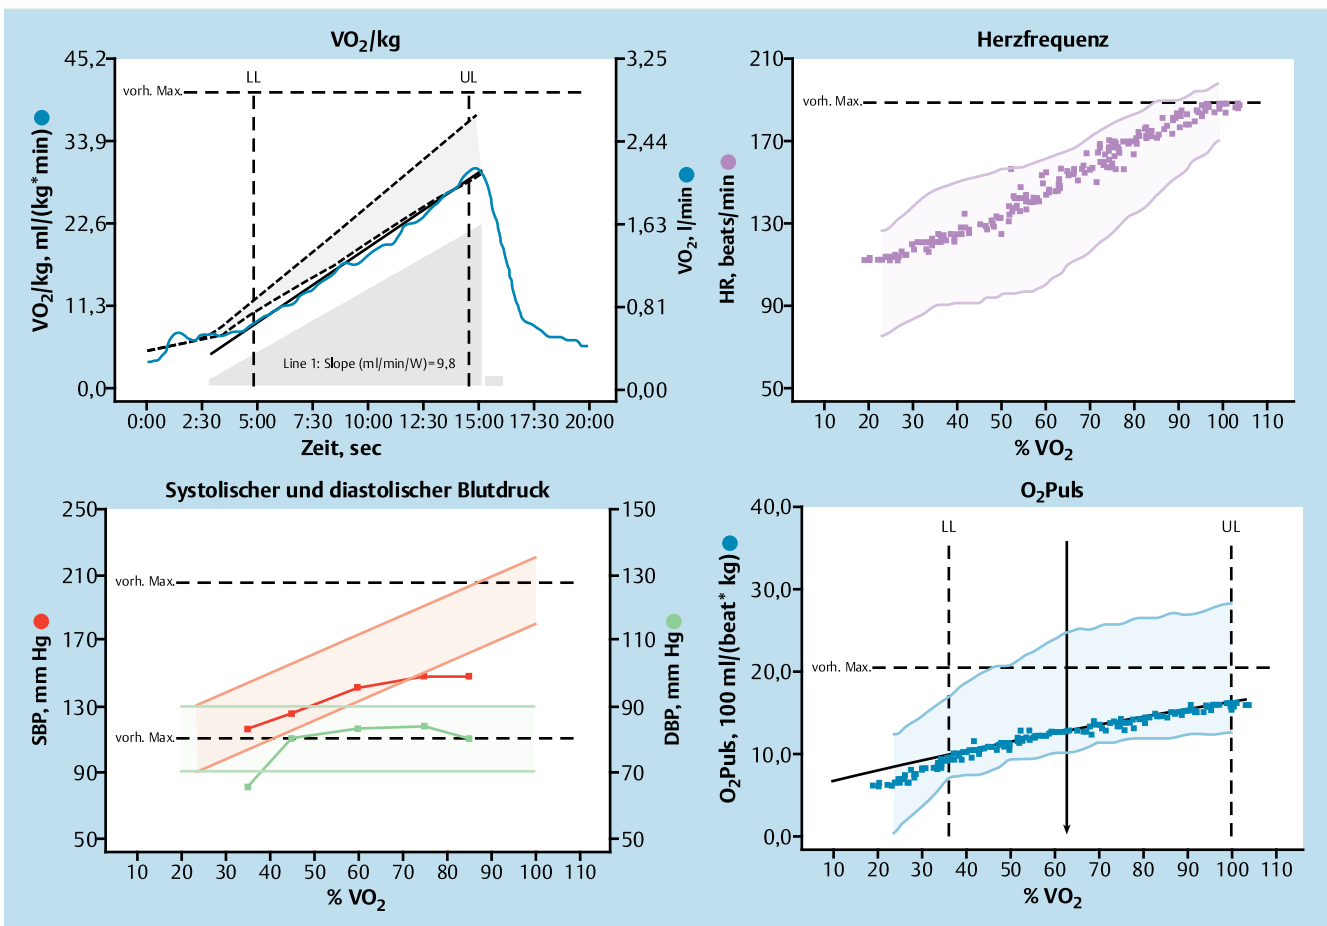 VO₂/kg
45,2
33,9
22,6
11,3
0,0
VO₂/kg, ml/(kg*min)
3,25
2,44
1,63
0,81
0,00
VO₂, l/min
LL
UL
vorh. Max.
Line 1: Slope (ml/min/W)=9,8
0:00 2:30 5:00 7:30 10:00 12:30 15:00 17:30 20:00
Zeit, sec
Herzfrequenz
210
170
130
90
50
HR, beats/min
vorh. Max.
10 20 30 40 50 60 70 80 90 100 110
% VO₂
Systolischer und diastolischer Blutdruck
250
210
170
130
90
50
SBP, mm Hg
150
130
110
90
70
50
DBP, mm Hg
vorh. Max.
vorh. Max.
10 20 30 40 50 60 70 80 90 100 110
% VO₂
O₂Puls
40,0
30,0
20,0
10,0
0,0
O₂Puls, 100 ml/(beat* kg)
LL
UL
vorh. Max.
10 20 30 40 50 60 70 80 90 100 110
% VO₂